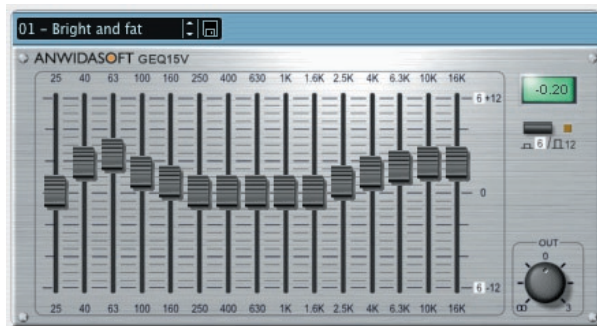 01 - Bright and fat
ANWIDASOFT GEQ15V
25 40 63 100 160 250 400 630 1K 1.6K 2.5K 4K 6.3K 10K 16K
6 +12
-0.20
6 / 12
0
OUT
0
6 -12
∞ 3
25 40 63 100 160 250 400 630 1K 1.6K 2.5K 4K 6.3K 10K 16K